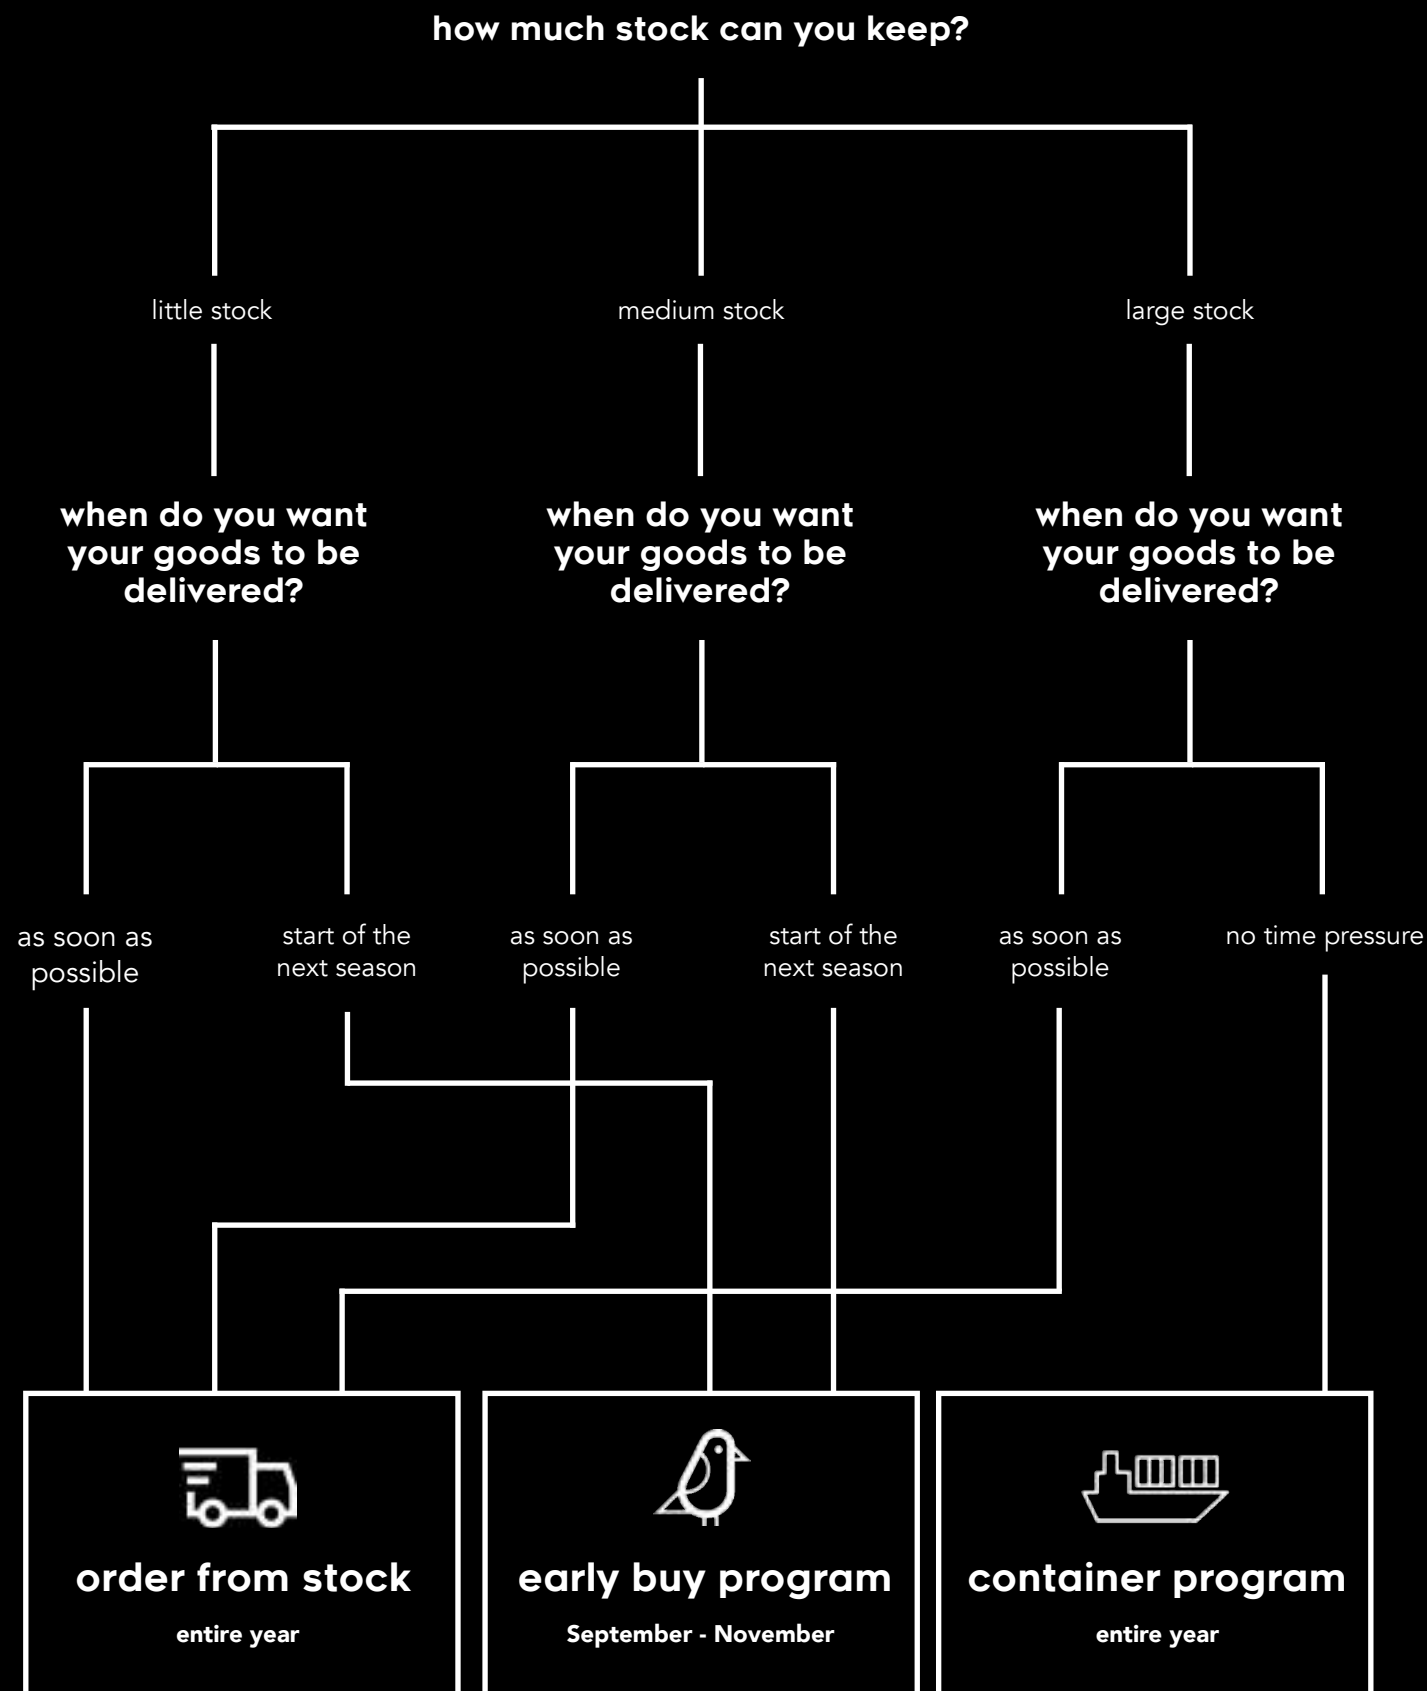 how much stock can you keep?
little stock
medium stock
large stock
when do you want
your goods to be
delivered?
when do you want
your goods to be
delivered?
when do you want
your goods to be
delivered?
as soon as
possible
start of the
next season
as soon as
possible
start of the
next season
as soon as
possible
no time pressure
order from stock
entire year
early buy program
September - November
container program
entire year